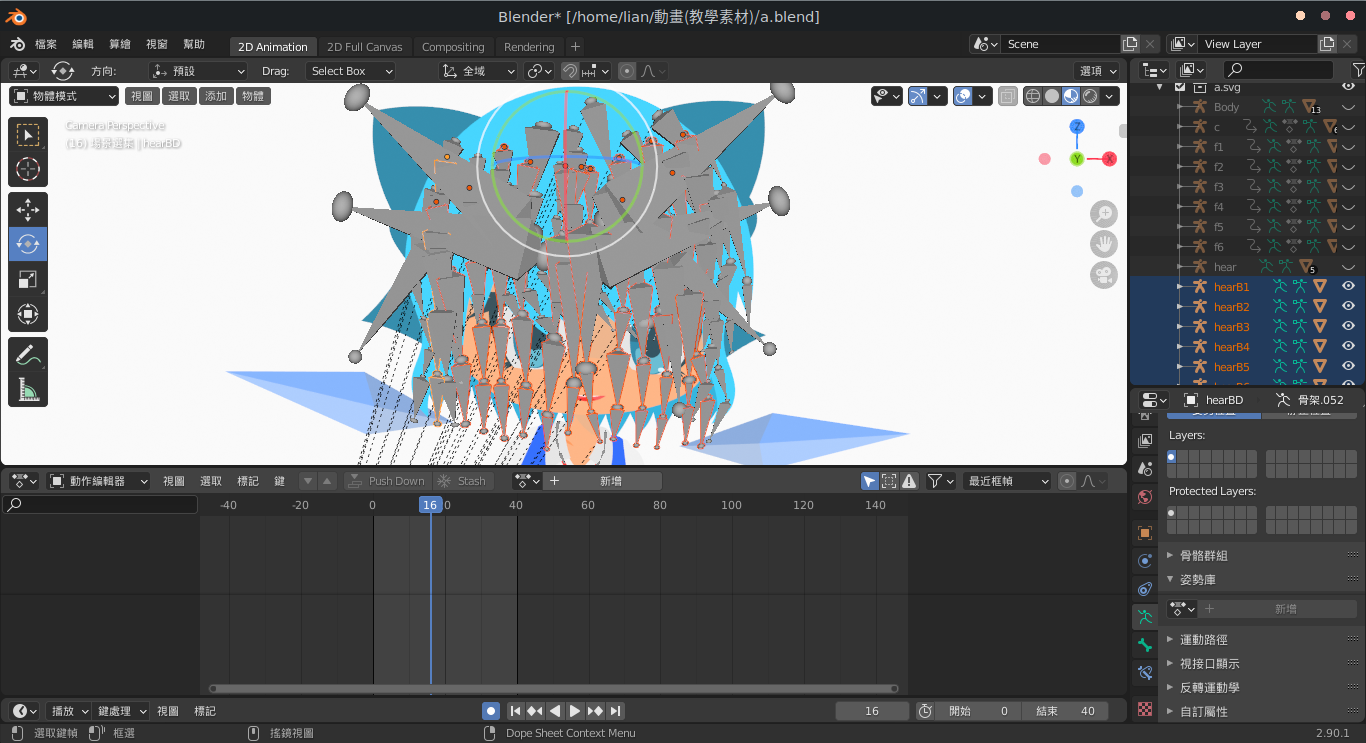 Blender* [/home/lian/動畫(教學素材)/a.blend]
檔案 編輯 算繪 視窗 幫助 2D Animation 2D Full Canvas Compositing Rendering + Scene View Layer
方向: 預設 Drag: Select Box 全域 選項
物體模式 視圖 選取 添加 物體
Camera Perspective
(16) 場景選集 | hearBD
Z
Y
X
a.svg
Body 13
c 6
f1
f2
f3
f4
f5
f6
hear 5
hearB1
hearB2
hearB3
hearB4
hearB5
hearBD 骨架.052
Layers:
Protected Layers:
骨骼群組
姿勢庫
新增
運動路徑
視接口顯示
反轉運動學
自訂屬性
動作編輯器 視圖 選取 標記 鍵 Push Down Stash 新增 最近框幀
-40 -20 0 16 20 40 60 80 100 120 140
播放 鍵處理 視圖 標記 16 開始 0 結束 40
選取鍵幀 框選 搖鏡視圖 Dope Sheet Context Menu 2.90.1